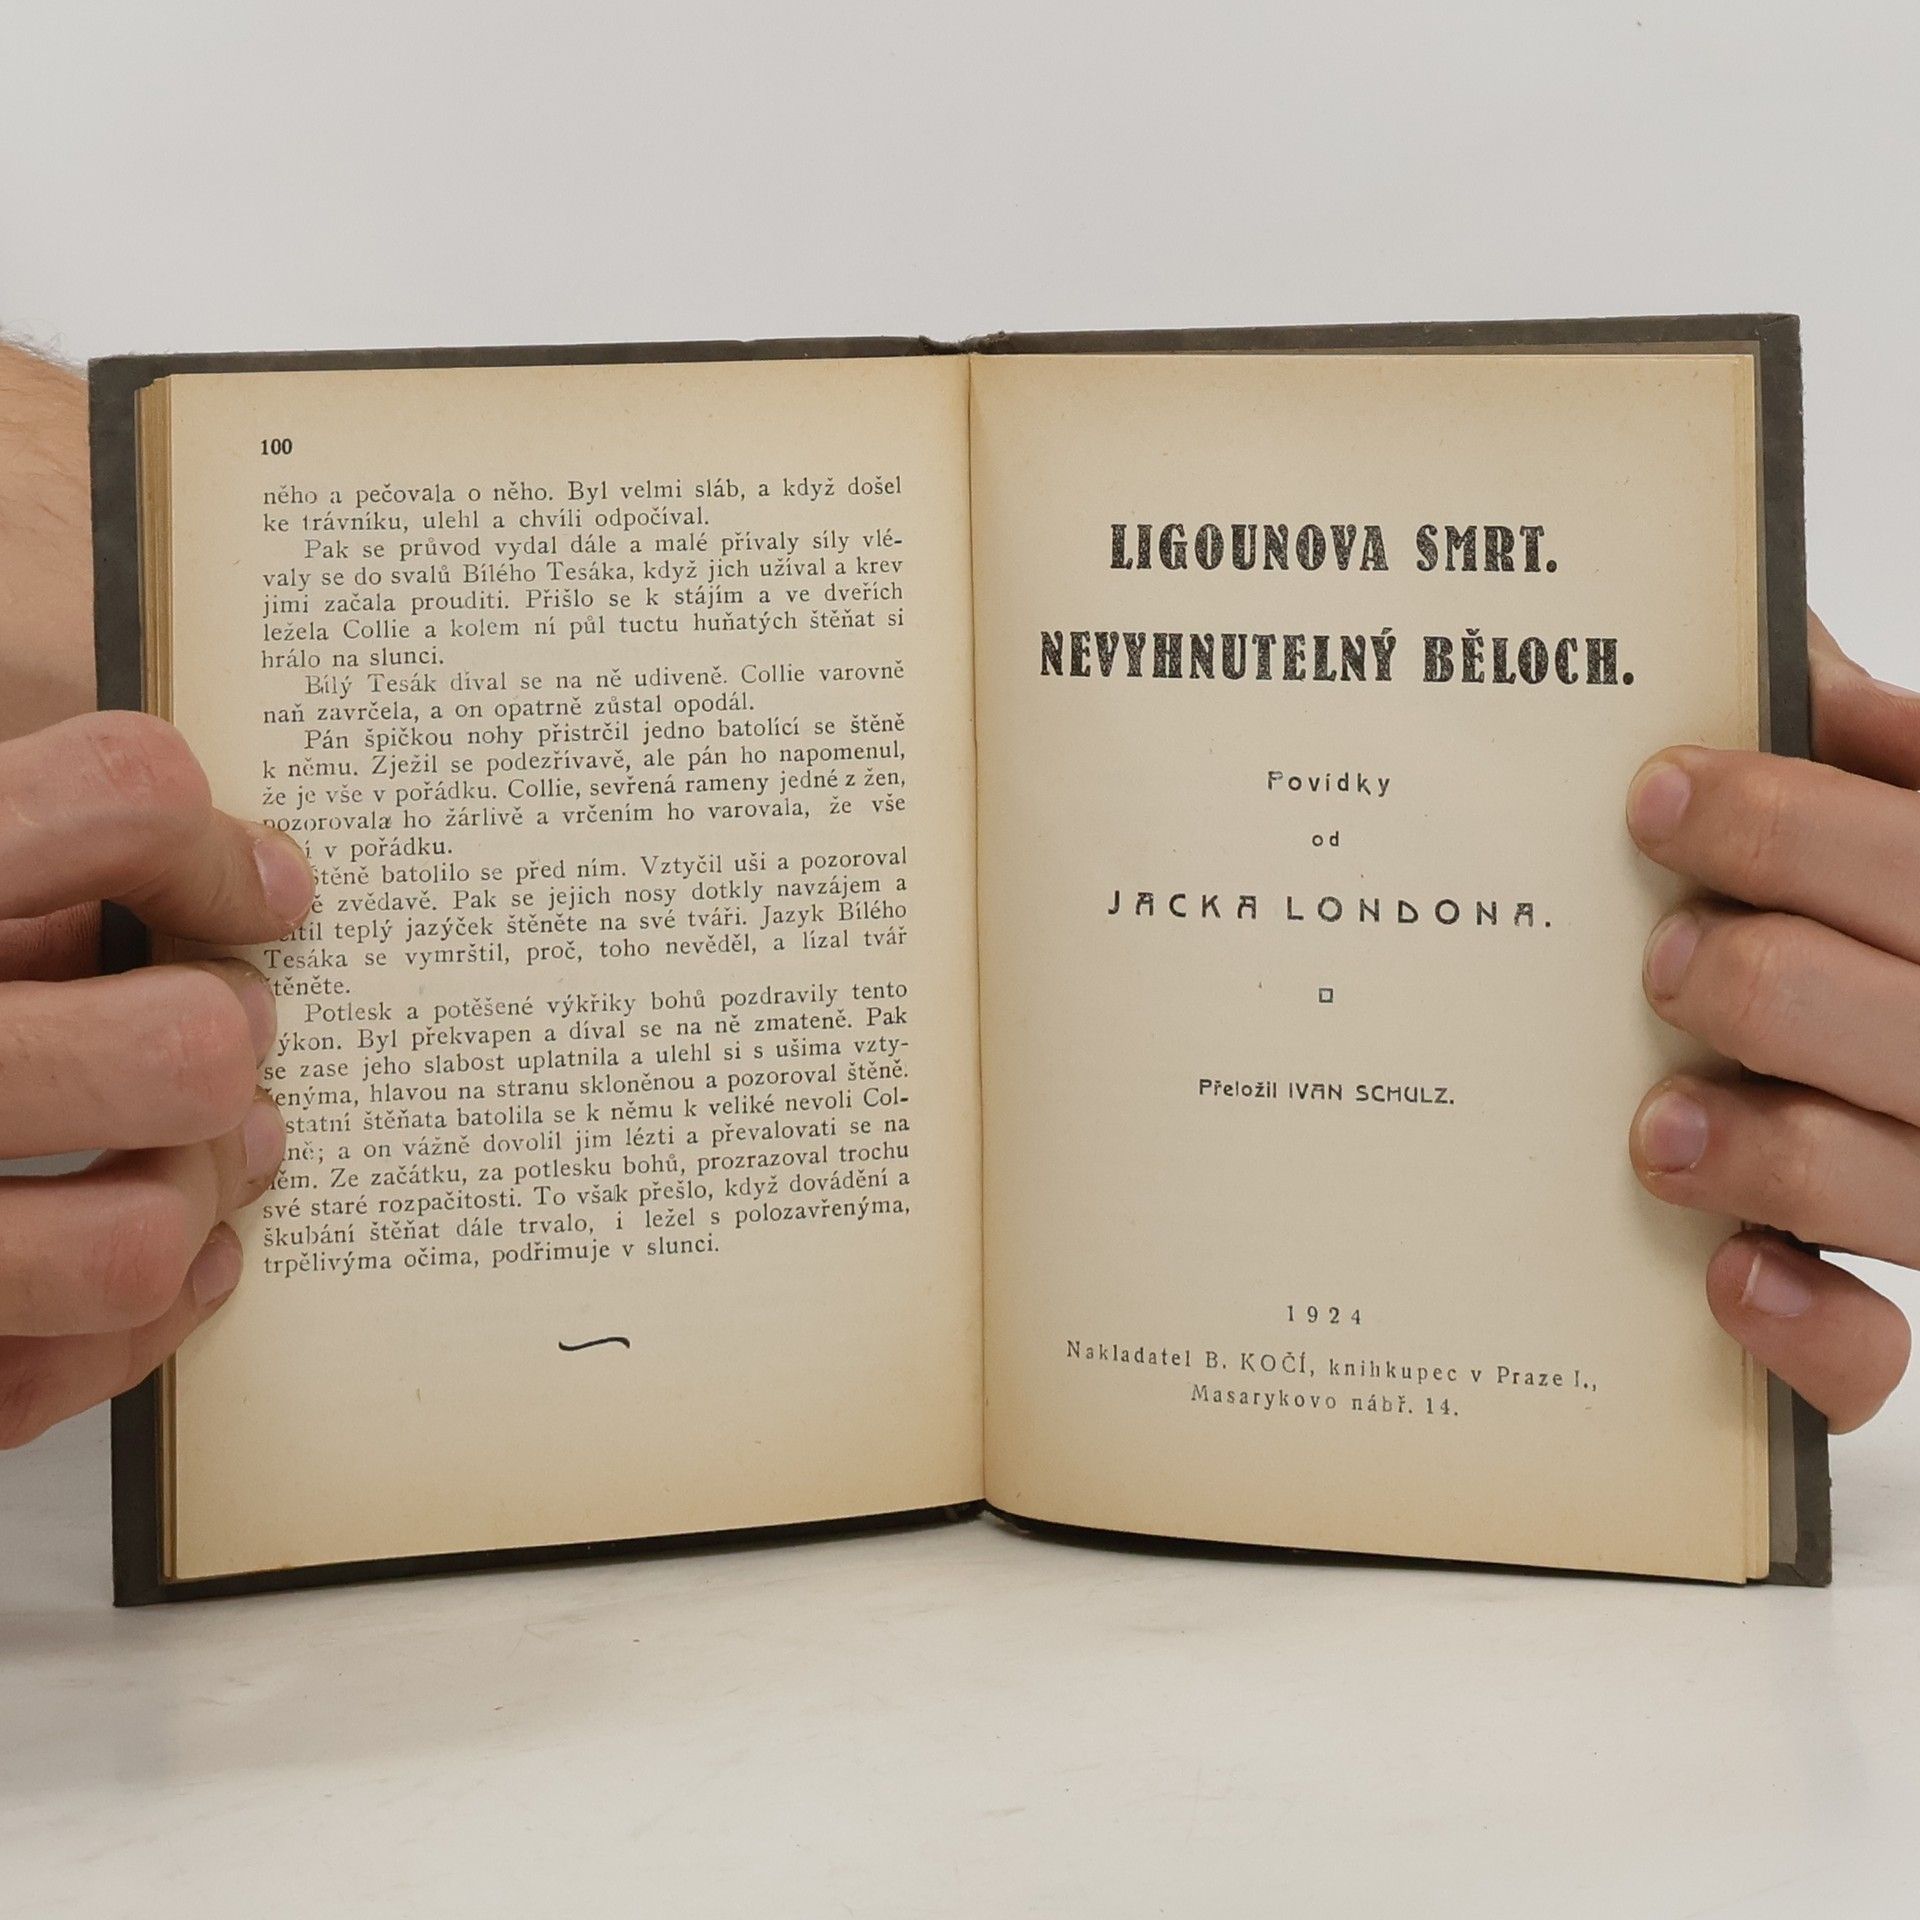 100
něho a pečovala o něho. Byl velmi sláb, a když došel
ke trávníku, ulehl a chvíli odpočíval.
Pak se průvod vydal dále a malé přívaly síly vlé-
valy se do svalů Bílého Tesáka, když jich užíval a krev
jimi začala prouditi. Přišlo se k stájím a ve dveřích
ležela Collie a kolem ní půl tuctu huňatých štěňat si
hrálo na slunci.
Bílý Tesák díval se na ně udiveně. Collie varovně
naň zavrčela, a on opatrně zůstal opodál.
Pán špičkou nohy přistrčil jedno batolící se štěně
k němu. Zježil se podezřívavě, ale pán ho napomenul,
že je vše v pořádku. Collie, sevřená rameny jedné z žen,
pozorovala ho žárlivě a vrčením ho varovala, že vše
v pořádku.
Štěně batolilo se před ním. Vztyčil uši a pozoroval
zvědavě. Pak se jejich nosy dotkly navzájem a
teplý jazýček štěněte na své tváři. Jazyk Bílého
Tesáka se vymrštil, proč, toho nevěděl, a lízal tvář
štěněte.
Potlesk a potěšené výkřiky bohů pozdravily tento
výkon. Byl překvapen a díval se na ně zmateně. Pak
se zase jeho slabost uplatnila a ulehl si s ušima vzty-
čenýma, hlavou na stranu skloněnou a pozoroval štěně.
Ostatní štěňata batolila se k němu k veliké nevoli Col-
; a on vážně dovolil jim lézti a převalovati se na
něm. Ze začátku, za potlesku bohů, prozrazoval trochu
své staré rozpačitosti. To však přešlo, když dovádění a
škubání štěňat dále trvalo, i ležel s polozavřenýma,
trpělivýma očima, podřimuje v slunci.
LIGOUNOVA SMRT.
NEVYHNUTELNÝ BĚLOCH.
Povídky
od
JACKA LONDONA.
Přeložil IVAN SCHULZ.
1924
Nakladatel B. KOČÍ, knihkupec v Praze I.,
Masarykovo nábř. 14.